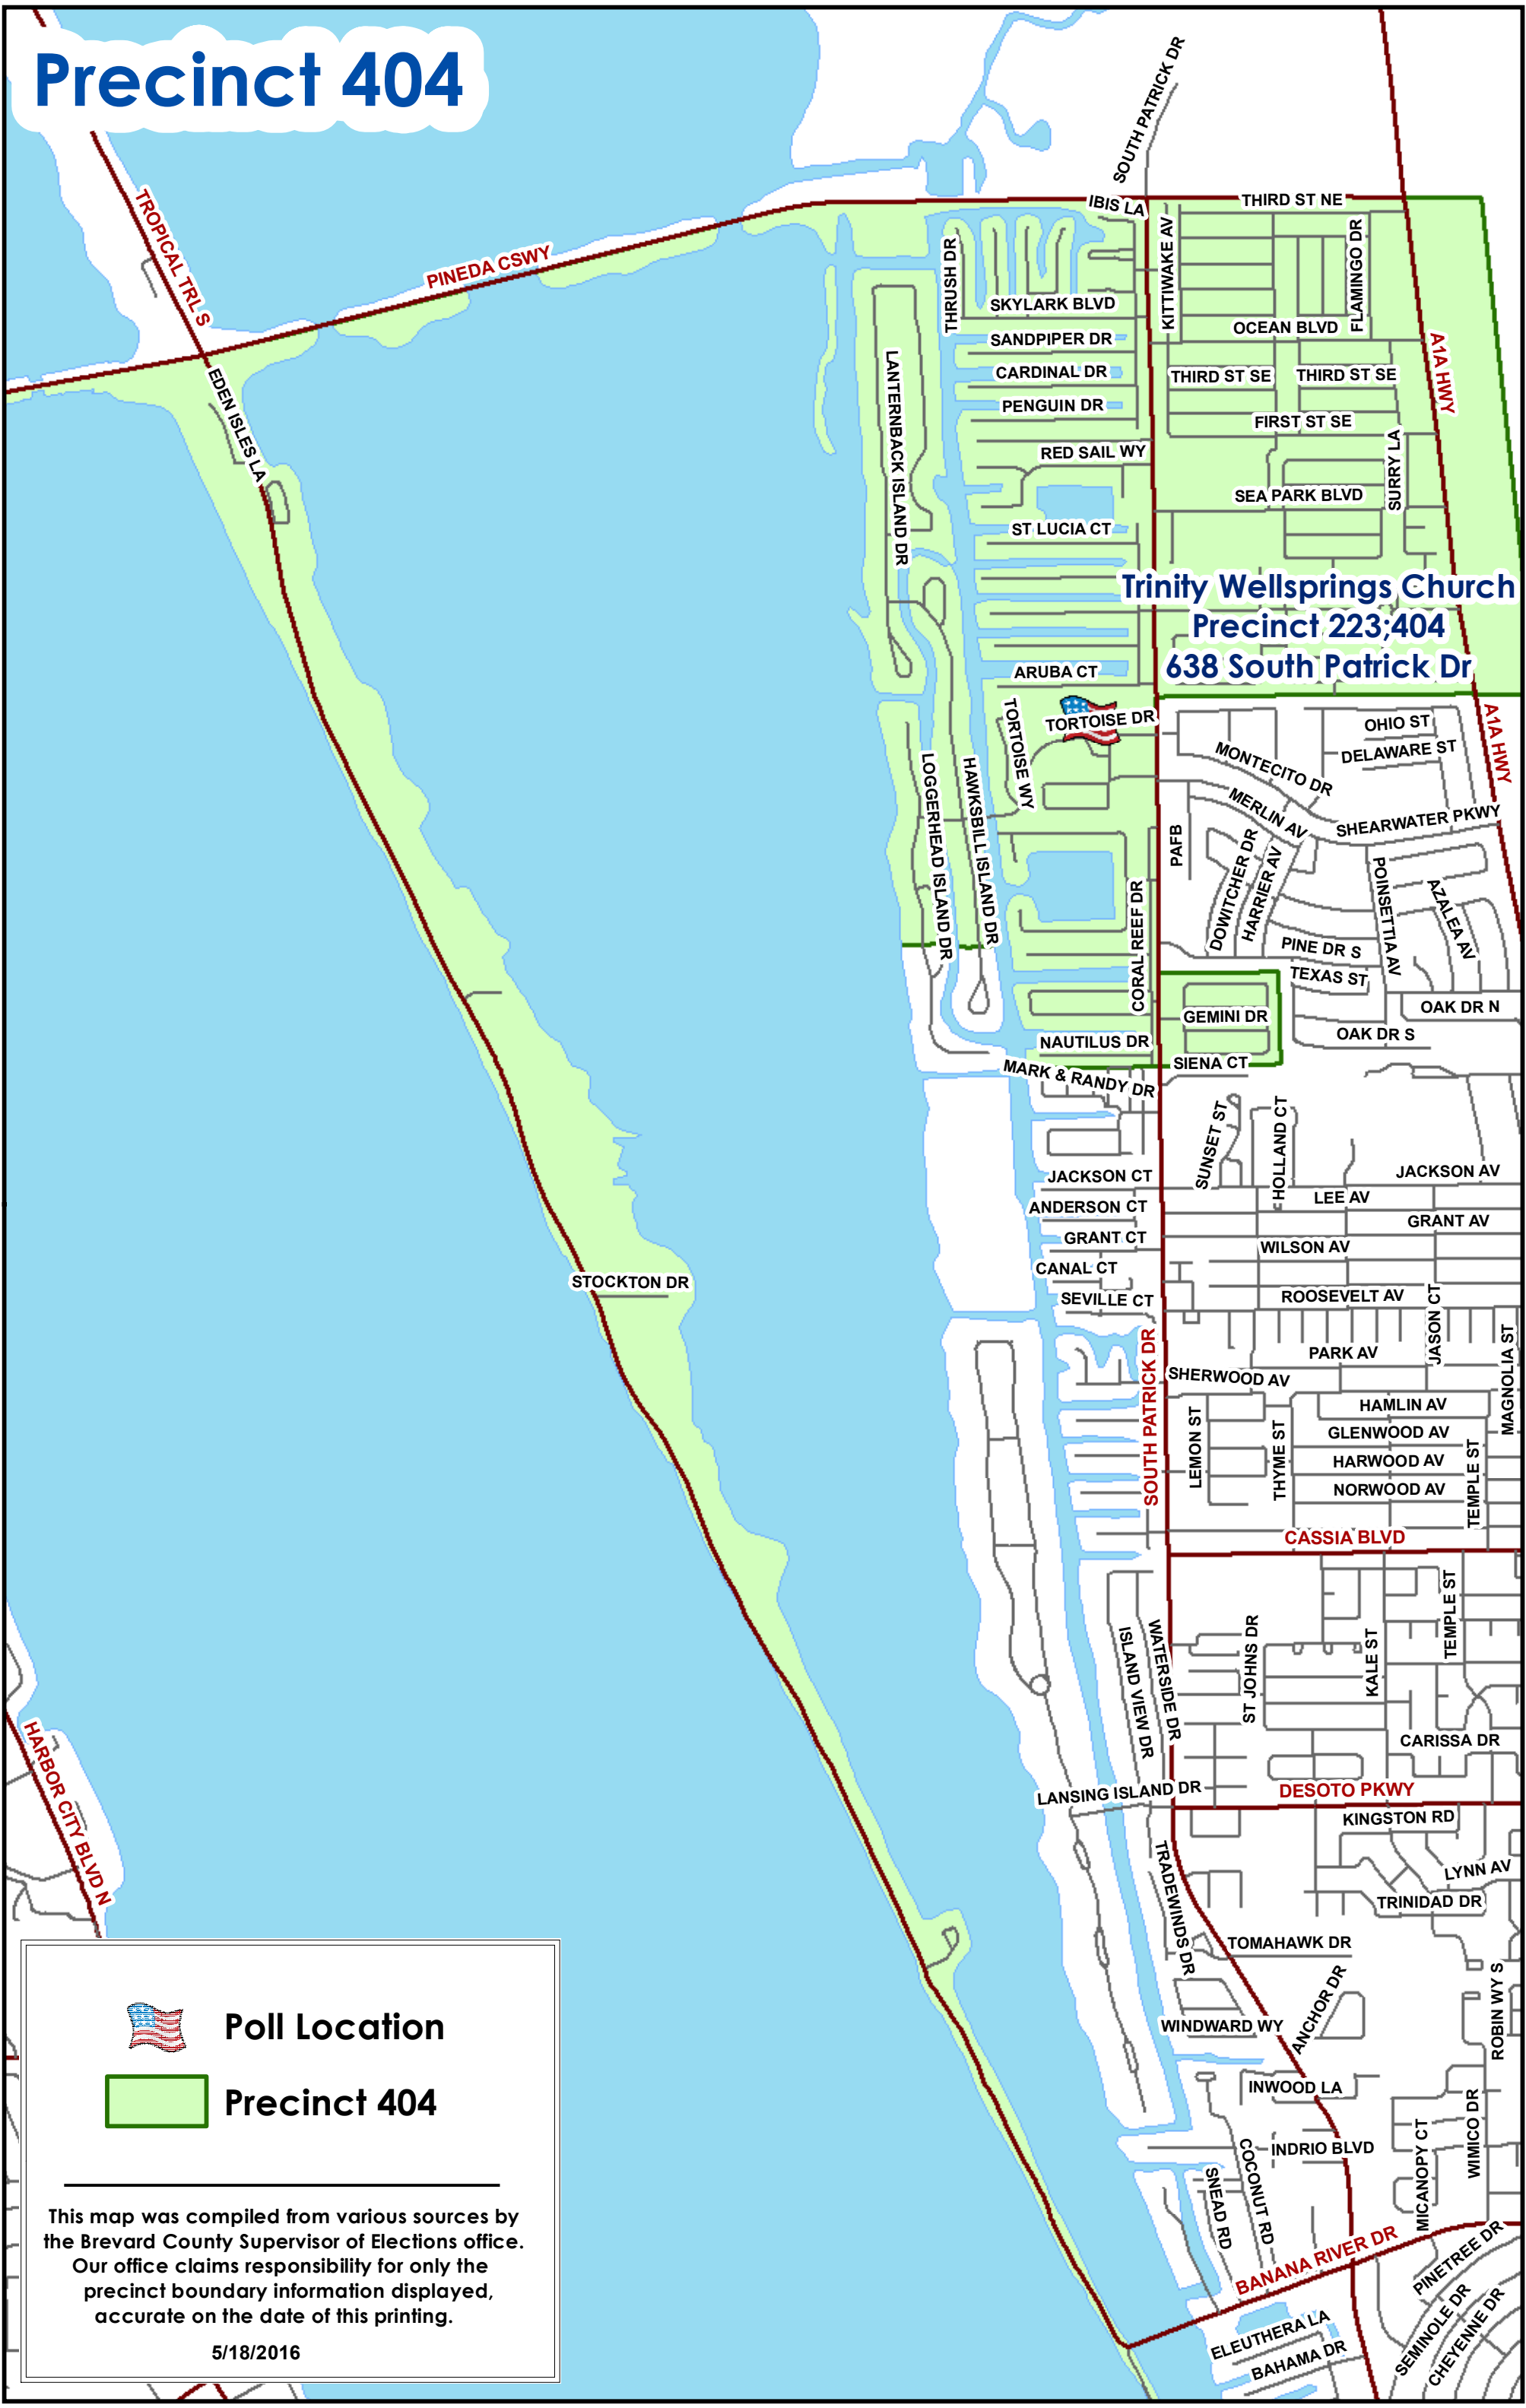 Precinct 404
SOUTH PATRICK DR
TROPICAL TRL S
PINEDA CSWY
IBIS LA
THIRD ST NE
KITTIWAKE AV
FLAMINGO DR
THRUSH DR
SKYLARK BLVD
OCEAN BLVD
SANDPIPER DR
A1A HWY
EDEN ISLES LA
LANTERNBACK ISLAND DR
CARDINAL DR
THIRD ST SE
THIRD ST SE
PENGUIN DR
FIRST ST SE
RED SAIL WY
SURRY LA
SEA PARK BLVD
ST LUCIA CT
Trinity Wellsprings Church
Precinct 223;404
638 South Patrick Dr
ARUBA CT
TORTOISE DR
TORTOISE WY
A1A HWY
OHIO ST
DELAWARE ST
MONTECITO DR
LOGGERHEAD ISLAND DR
HAWKSBILL ISLAND DR
MERLIN AV
SHEARWATER PKWY
PAFB
DOWITCHER DR
HARRIER AV
POINSETTIA AV
AZALEA AV
CORAL REEF DR
PINE DR S
TEXAS ST
GEMINI DR
OAK DR N
OAK DR S
NAUTILUS DR
SIENA CT
MARK & RANDY DR
SUNSET ST
HOLLAND CT
JACKSON CT
JACKSON AV
LEE AV
ANDERSON CT
GRANT AV
GRANT CT
WILSON AV
CANAL CT
STOCKTON DR
SEVILLE CT
ROOSEVELT AV
JASON CT
MAGNOLIA ST
SOUTH PATRICK DR
PARK AV
SHERWOOD AV
HAMLIN AV
LEMON ST
THYME ST
GLENWOOD AV
HARWOOD AV
TEMPLE ST
NORWOOD AV
CASSIA BLVD
TEMPLE ST
ISLAND VIEW DR
WATERSIDE DR
ST JOHNS DR
KALE ST
CARISSA DR
HARBOR CITY BLVD N
LANSING ISLAND DR
DESOTO PKWY
KINGSTON RD
LYNN AV
TRADEWINDS DR
TRINIDAD DR
TOMAHAWK DR
ANCHOR DR
ROBIN WY S
WINDWARD WY
INWOOD LA
WIMICO DR
MICANOPY CT
INDRIO BLVD
COCONUT RD
SNEAD RD
BANANA RIVER DR
PINETREE DR
SEMINOLE DR
CHEYENNE DR
ELEUTHERA LA
BAHAMA DR
Poll Location
Precinct 404
This map was compiled from various sources by
the Brevard County Supervisor of Elections office.
Our office claims responsibility for only the
precinct boundary information displayed,
accurate on the date of this printing.
5/18/2016